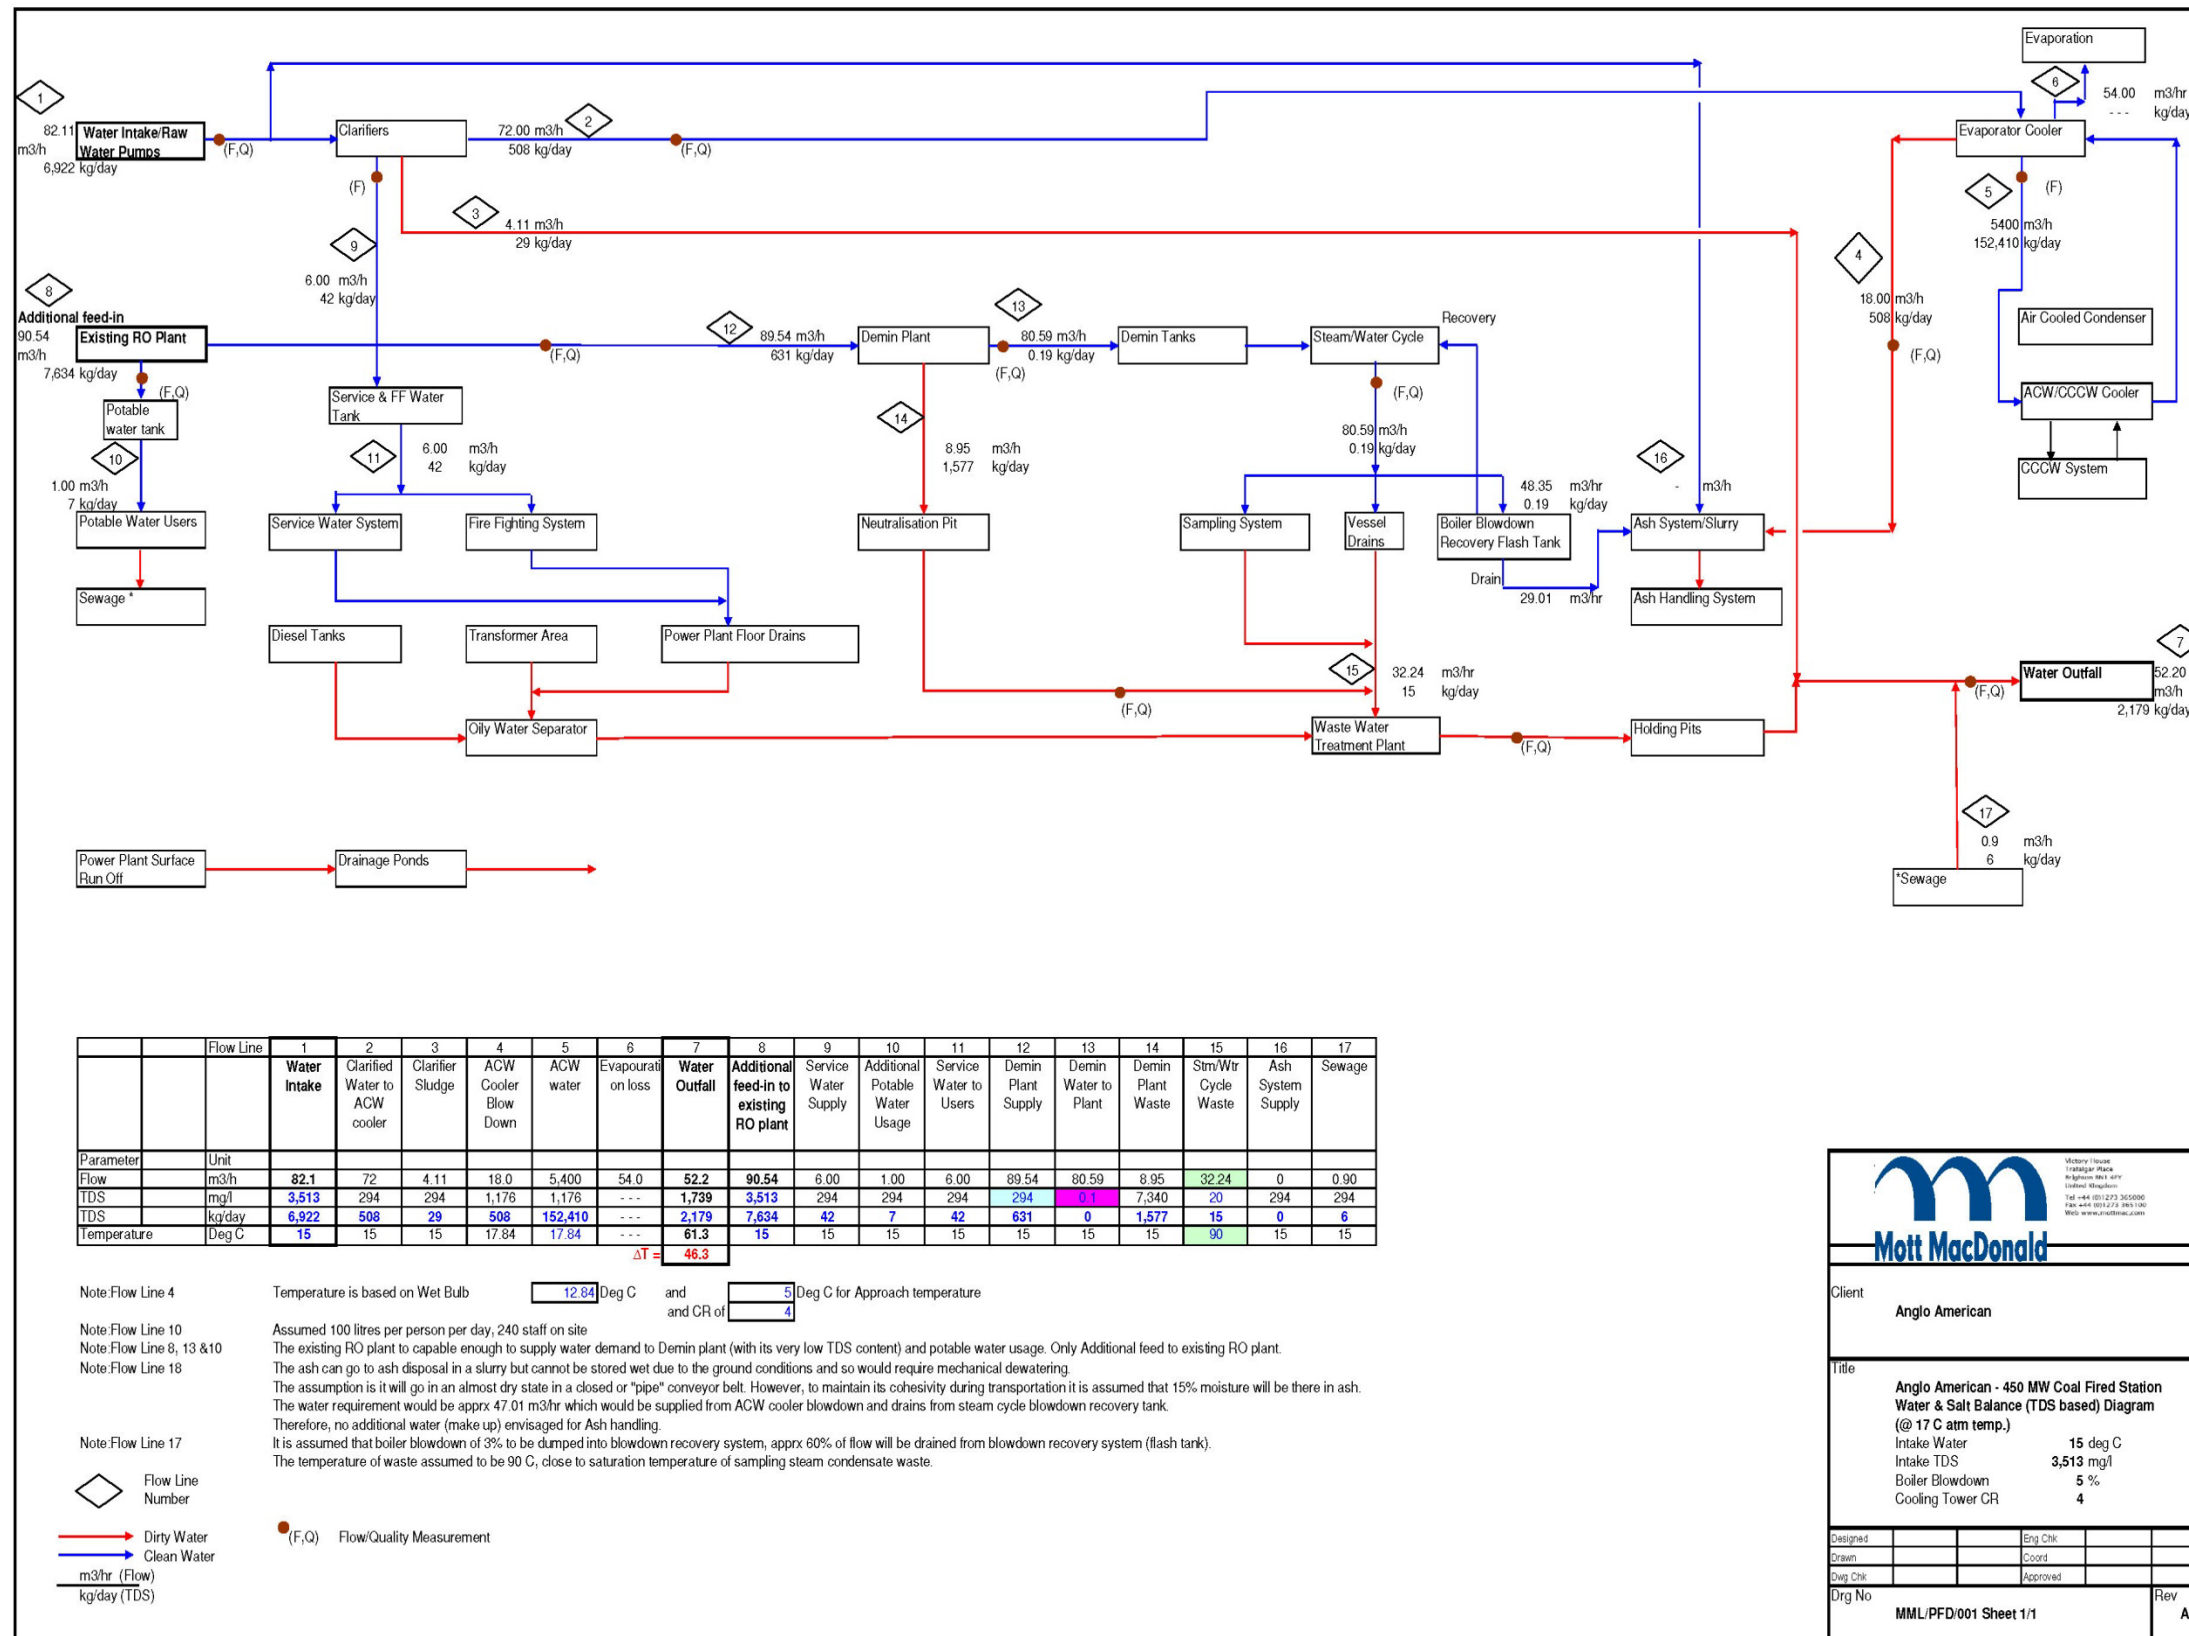 Evaporation
6
54.00 m3/hr
- - - kg/day
1
82.11
m3/h
6,922 kg/day
Water Intake/Raw
Water Pumps
(F,Q)
Clarifiers
72.00 m3/h
508 kg/day
2
(F,Q)
Evaporator Cooler
(F)
(F)
5
5400 m3/h
152,410 kg/day
3
4.11 m3/h
29 kg/day
9
6.00 m3/h
42 kg/day
4
18.00 m3/h
508 kg/day
(F,Q)
Air Cooled Condenser
ACW/CCCW Cooler
CCCW System
8
Additional feed-in
90.54
m3/h
7,634 kg/day
Existing RO Plant
(F,Q)
(F,Q)
12
89.54 m3/h
631 kg/day
Demin Plant
13
80.59 m3/h
0.19 kg/day
(F,Q)
Demin Tanks
Steam/Water Cycle
Recovery
(F,Q)
Potable
water tank
10
1.00 m3/h
7 kg/day
Service & FF Water
Tank
11
6.00 m3/h
42 kg/day
14
8.95 m3/h
1,577 kg/day
80.59 m3/h
0.19 kg/day
48.35 m3/hr
0.19 kg/day
16
- m3/h
Potable Water Users
Service Water System
Fire Fighting System
Neutralisation Pit
Sampling System
Vessel
Drains
Boiler Blowdown
Recovery Flash Tank
Ash System/Slurry
Drain
29.01 m3/hr
Ash Handling System
Sewage *
Diesel Tanks
Transformer Area
Power Plant Floor Drains
15
32.24 m3/hr
15 kg/day
(F,Q)
Oily Water Separator
Waste Water
Treatment Plant
(F,Q)
Holding Pits
(F,Q)
Water Outfall
7
52.20
m3/h
2,179 kg/day
17
0.9 m3/h
6 kg/day
*Sewage
Power Plant Surface
Run Off
Drainage Ponds
Flow Line 1 2 3 4 5 6 7 8 9 10 11 12 13 14 15 16 17
Water Clarified Clarifier ACW ACW Evapourati Water Additional Service Additional Service Demin Demin Demin Stm/Wtr Ash Sewage
Intake Water to Sludge Cooler water on loss Outfall feed-in to Water Potable Water to Plant Water to Plant Cycle System
ACW Blow existing Supply Water Users Supply Plant Waste Waste Supply
cooler Down RO plant Usage
Parameter Unit
Flow m3/h 82.1 72 4.11 18.0 5,400 54.0 52.2 90.54 6.00 1.00 6.00 89.54 80.59 8.95 32.24 0 0.90
TDS mg/l 3,513 294 294 1,176 1,176 - - - 1,739 3,513 294 294 294 294 0.1 7,340 20 294 294
TDS kg/day 6,922 508 29 508 152,410 - - - 2,179 7,634 42 7 42 631 0 1,577 15 0 6
Temperature Deg C 15 15 15 17.84 17.84 - - - 61.3 15 15 15 15 15 15 15 90 15 15
ΔT = 46.3
Note:Flow Line 4 Temperature is based on Wet Bulb 12.84 Deg C and 5 Deg C for Approach temperature
and CR of 4
Note:Flow Line 10 Assumed 100 litres per person per day, 240 staff on site
Note:Flow Line 8, 13 &10 The existing RO plant to capable enough to supply water demand to Demin plant (with its very low TDS content) and potable water usage. Only Additional feed to existing RO plant.
Note:Flow Line 18 The ash can go to ash disposal in a slurry but cannot be stored wet due to the ground conditions and so would require mechanical dewatering.
The assumption is it will go in an almost dry state in a closed or "pipe" conveyor belt. However, to maintain its cohesivity during transportation it is assumed that 15% moisture will be there in ash.
The water requirement would be apprx 47.01 m3/hr which would be supplied from ACW cooler blowdown and drains from steam cycle blowdown recovery tank.
Therefore, no additional water (make up) envisaged for Ash handling.
Note:Flow Line 17 It is assumed that boiler blowdown of 3% to be dumped into blowdown recovery system, apprx 60% of flow will be drained from blowdown recovery system (flash tank).
The temperature of waste assumed to be 90 C, close to saturation temperature of sampling steam condensate waste.
Flow Line
Number
Dirty Water
Clean Water
m3/hr (Flow)
kg/day (TDS)
(F,Q) Flow/Quality Measurement
Mott MacDonald
Victory House
Trafalgar Place
Brighton BN1 4FY
United Kingdom
Tel +44 (0)1273 365000
Fax +44 (0)1273 365100
Web www.mottmac.com
Client
Anglo American
Title
Anglo American - 450 MW Coal Fired Station
Water & Salt Balance (TDS based) Diagram
(@ 17 C atm temp.)
Intake Water 15 deg C
Intake TDS 3,513 mg/l
Boiler Blowdown 5 %
Cooling Tower CR 4
Designed Eng Chk
Drawn Coord
Dwg Chk Approved
Drg No Rev
MML/PFD/001 Sheet 1/1 A